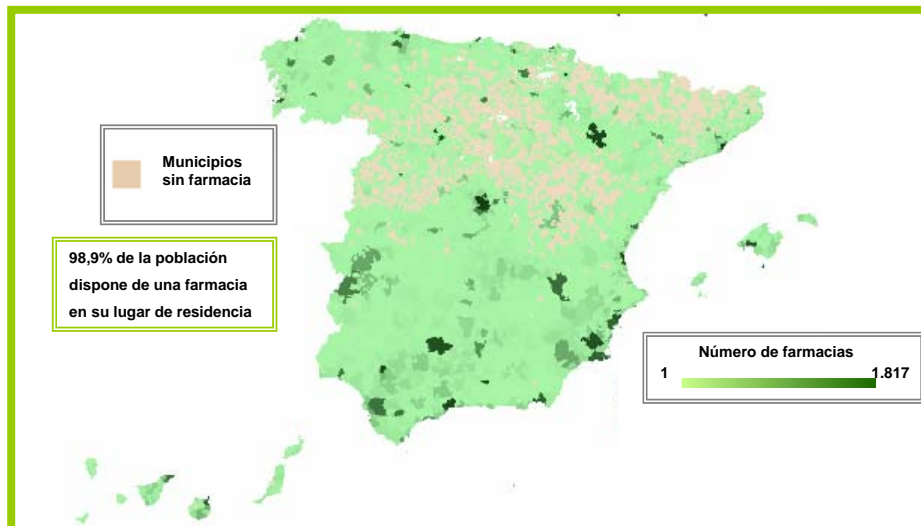 Municipios
sin farmacia
98,9% de la población
dispone de una farmacia
en su lugar de residencia
Número de farmacias
1 1.817